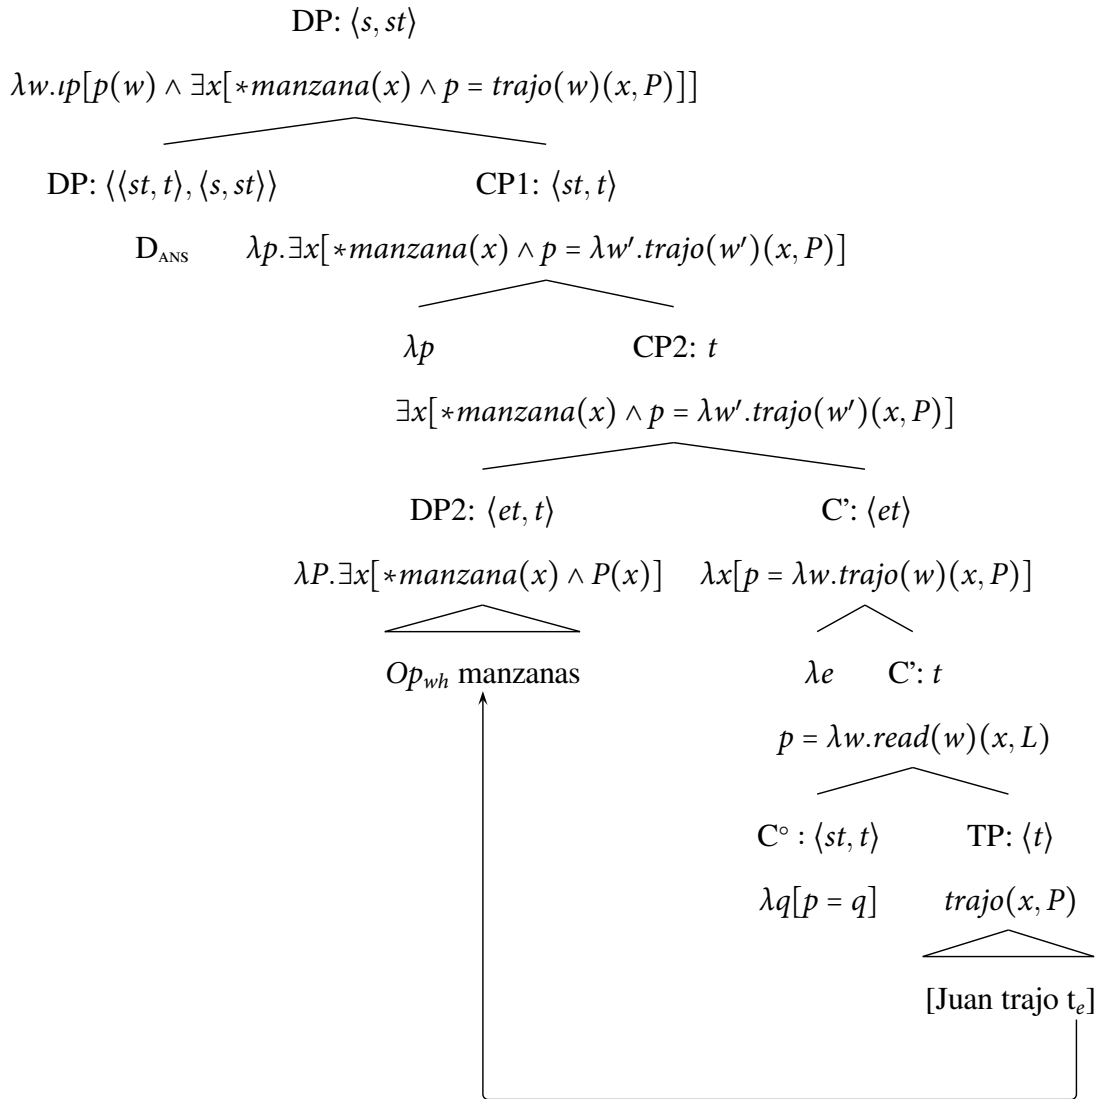 DP: ⟨s, st⟩
λw.ιp[p(w) ∧ ∃x[∗manzana(x) ∧ p = trajo(w)(x, P)]]
DP: ⟨⟨st, t⟩, ⟨s, st⟩⟩ CP1: ⟨st, t⟩
D_ANS λp.∃x[∗manzana(x) ∧ p = λw′.trajo(w′)(x, P)]
λp CP2: t
∃x[∗manzana(x) ∧ p = λw′.trajo(w′)(x, P)]
DP2: ⟨et, t⟩ C’: ⟨et⟩
λP.∃x[∗manzana(x) ∧ P(x)] λx[p = λw.trajo(w)(x, P)]
Op_wh manzanas λe C’: t
p = λw.read(w)(x, L)
C° : ⟨st, t⟩ TP: ⟨t⟩
λq[p = q] trajo(x, P)
[Juan trajo t_e]